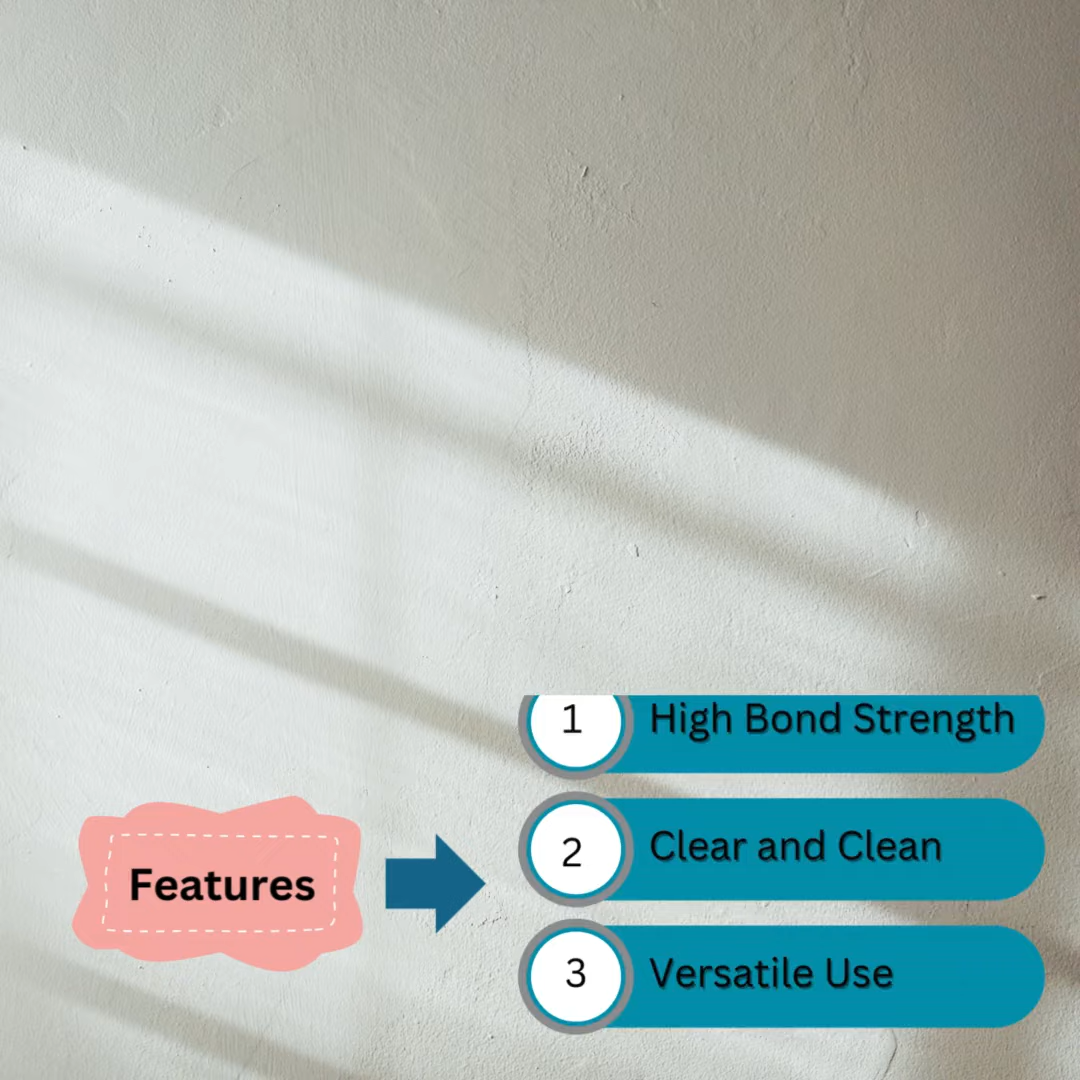 Features
1 High Bond Strength
2 Clear and Clean
3 Versatile Use